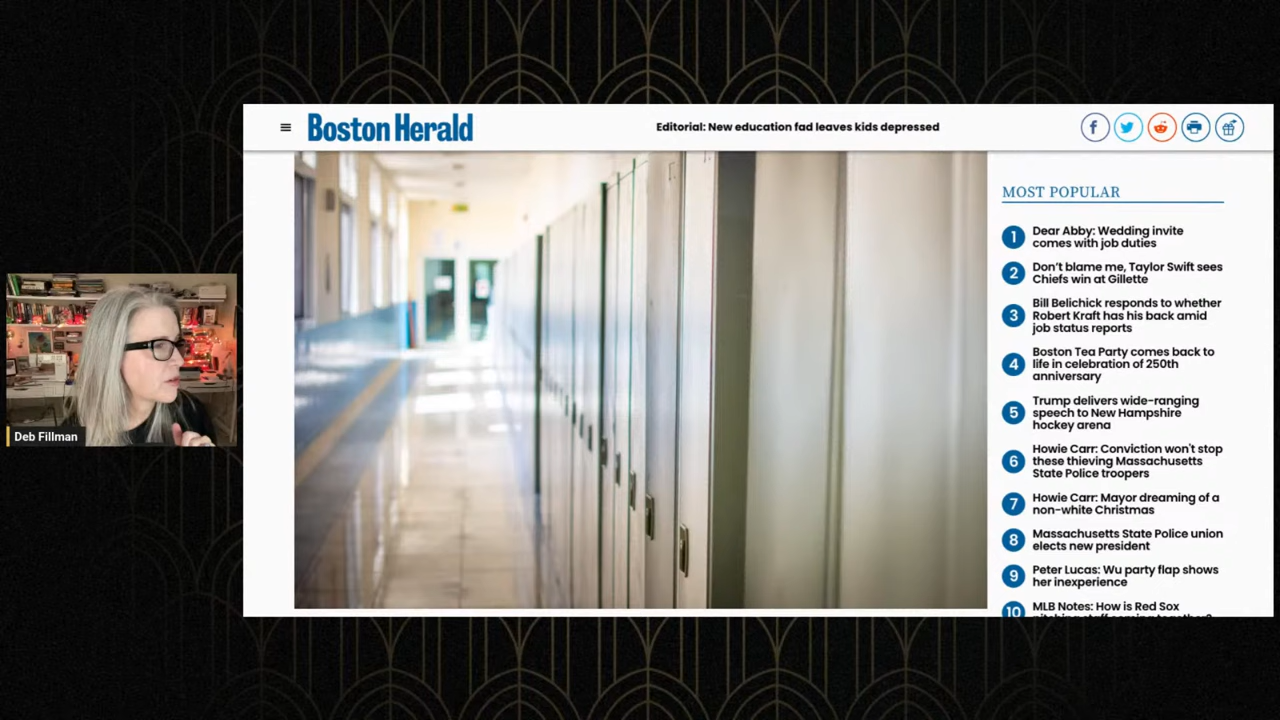 Boston Herald
Editorial: New education fad leaves kids depressed
MOST POPULAR
1
Dear Abby: Wedding invite
comes with job duties
2
Don't blame me, Taylor Swift sees
Chiefs win at Gillette
3
Bill Belichick responds to whether
Robert Kraft has his back amid
job status reports
4
Boston Tea Party comes back to
life in celebration of 250th
anniversary
5
Trump delivers wide-ranging
speech to New Hampshire
hockey arena
6
Howie Carr: Conviction won't stop
these thieving Massachusetts
State Police troopers
7
Howie Carr: Mayor dreaming of a
non-white Christmas
8
Massachusetts State Police union
elects new president
9
Peter Lucas: Wu party flap shows
her inexperience
10
MLB Notes: How is Red Sox
Deb Fillman